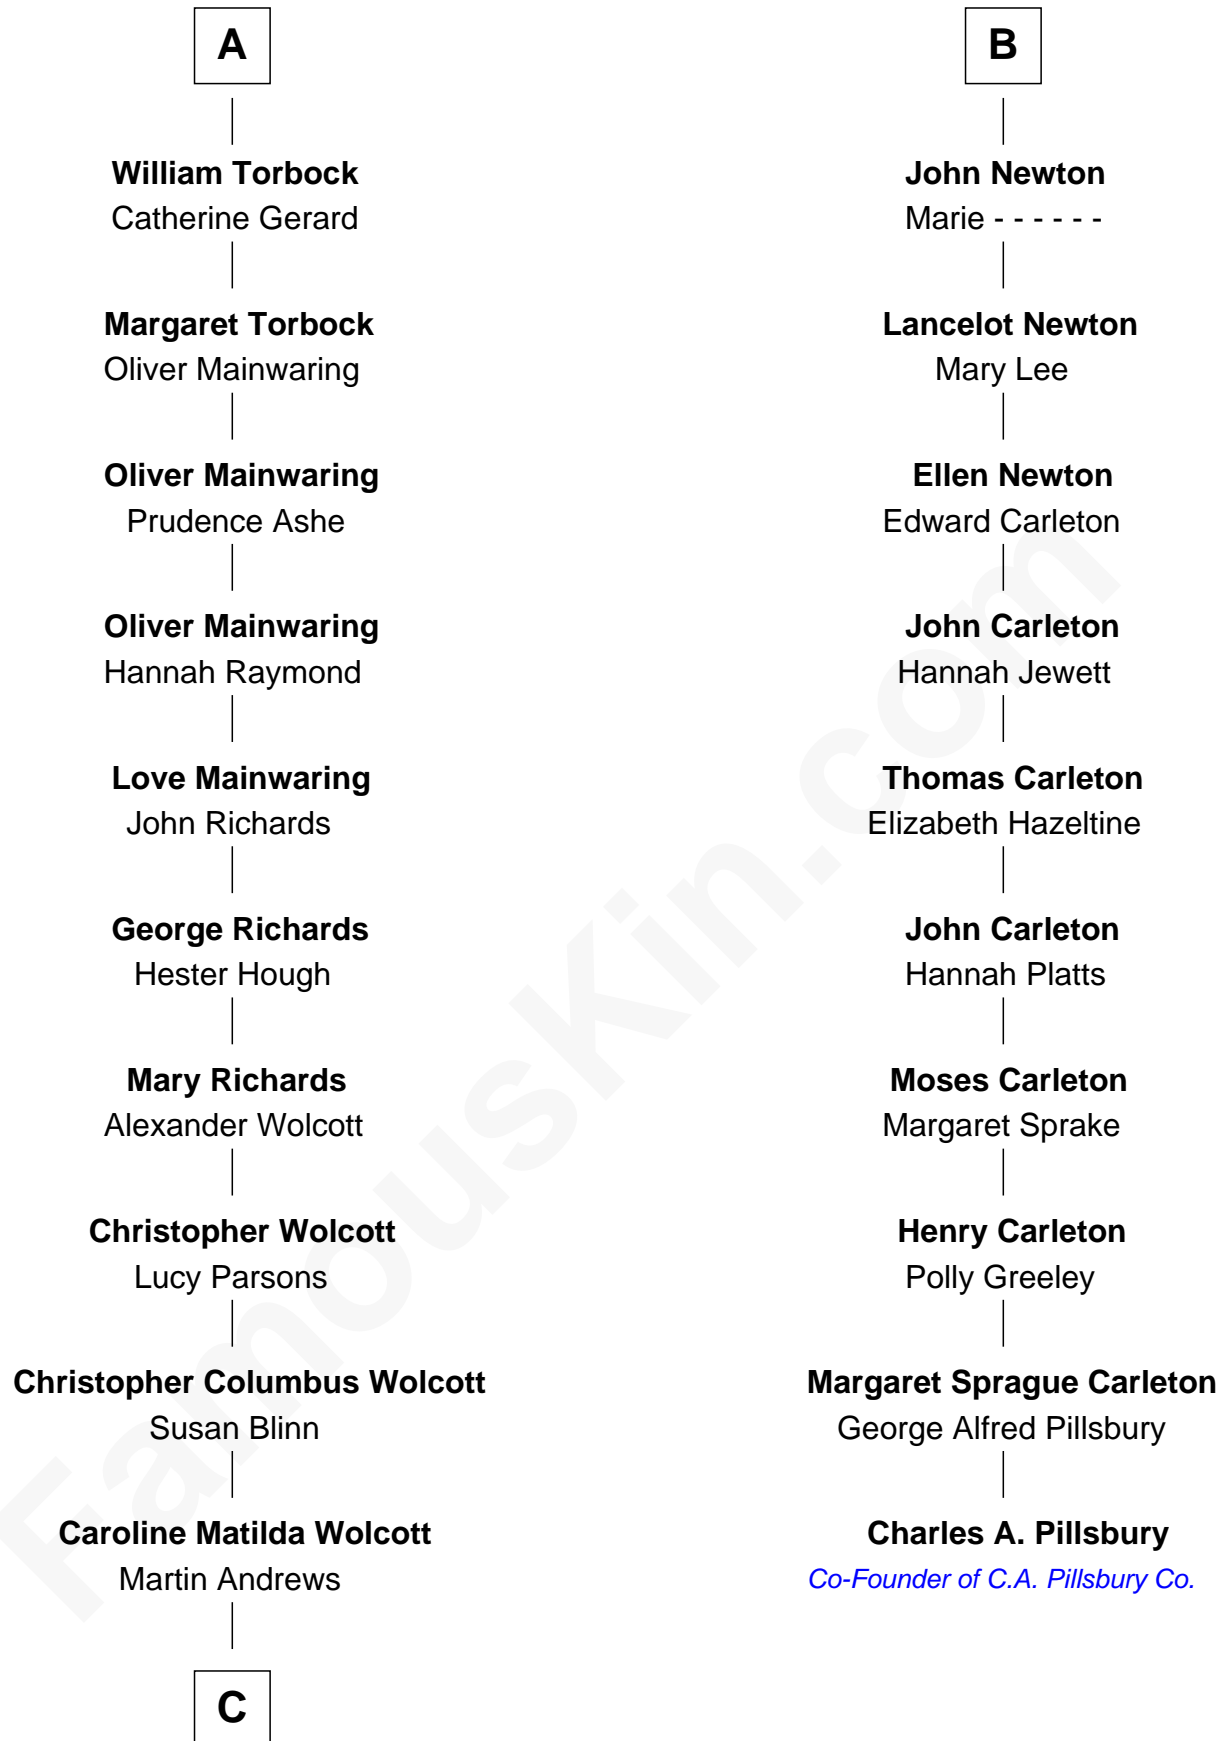 A
William Torbock
Catherine Gerard
Margaret Torbock
Oliver Mainwaring
Oliver Mainwaring
Prudence Ashe
Oliver Mainwaring
Hannah Raymond
Love Mainwaring
John Richards
George Richards
Hester Hough
Mary Richards
Alexander Wolcott
Christopher Wolcott
Lucy Parsons
Christopher Columbus Wolcott
Susan Blinn
Caroline Matilda Wolcott
Martin Andrews
C
B
John Newton
Marie - - - - - -
Lancelot Newton
Mary Lee
Ellen Newton
Edward Carleton
John Carleton
Hannah Jewett
Thomas Carleton
Elizabeth Hazeltine
John Carleton
Hannah Platts
Moses Carleton
Margaret Sprake
Henry Carleton
Polly Greeley
Margaret Sprague Carleton
George Alfred Pillsbury
Charles A. Pillsbury
Co-Founder of C.A. Pillsbury Co.
FamousKin.com